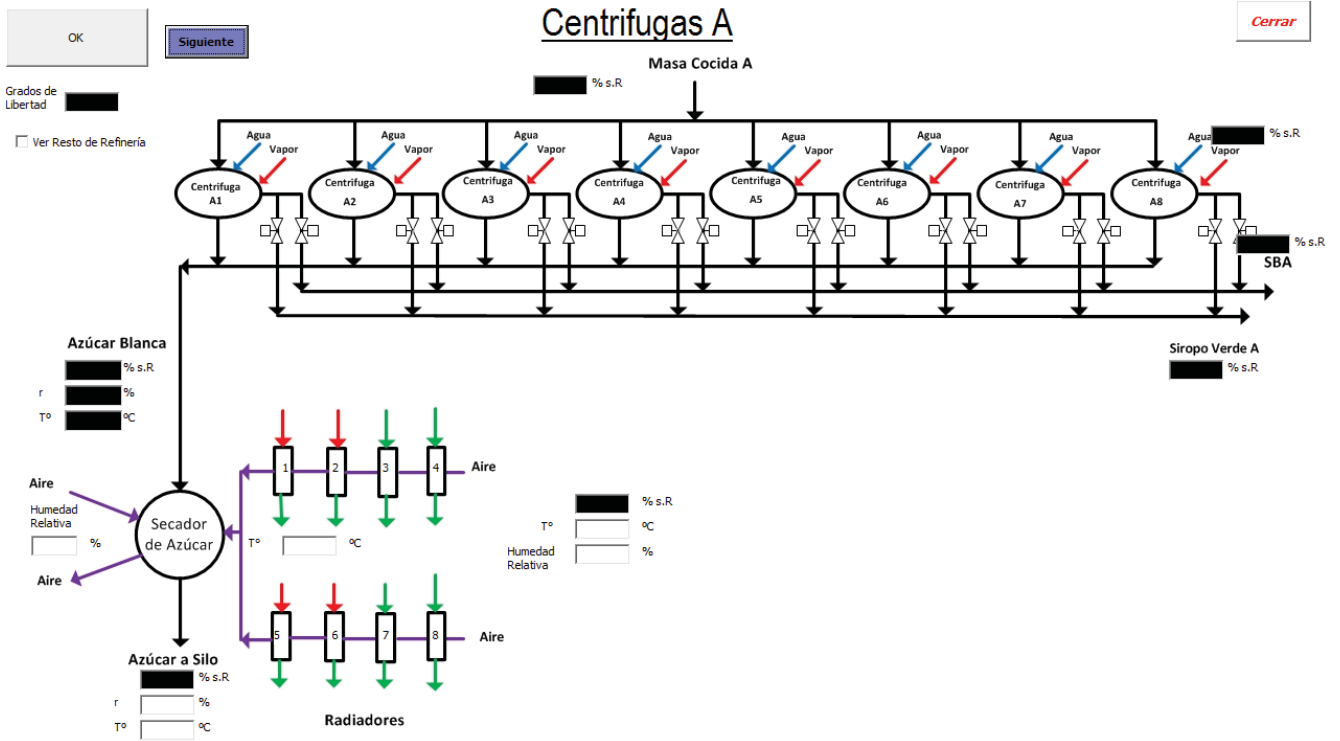 Centrifugas A
OK
Siguiente
Cerrar
Masa Cocida A
% s.R
Grados de
Libertad
Ver Resto de Refinería
Agua
Vapor
Agua
Vapor
Agua
Vapor
Agua
Vapor
Agua
Vapor
Agua
Vapor
Agua
Vapor
Agua
Vapor
% s.R
Centrifuga
A1
Centrifuga
A2
Centrifuga
A3
Centrifuga
A4
Centrifuga
A5
Centrifuga
A6
Centrifuga
A7
Centrifuga
A8
% s.R
SBA
Azúcar Blanca
% s.R
r %
Tº ºC
Siropo Verde A
% s.R
Aire
Humedad
Relativa
%
Aire
Secador
de Azúcar
1 2 3 4 Aire
Tº ºC
% s.R
Tº ºC
Humedad
Relativa
%
5 6 7 8 Aire
Radiadores
Azúcar a Silo
% s.R
r %
Tº ºC